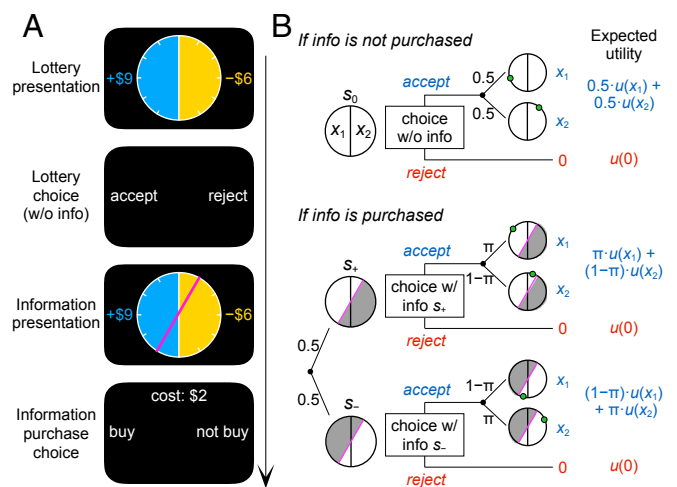 A
Lottery
presentation
+$9
−$6
Lottery
choice
(w/o info)
accept
reject
Information
presentation
+$9
−$6
Information
purchase
choice
cost: $2
buy
not buy
B
If info is not purchased
Expected
utility
s0
x1
x2
accept
choice
w/o info
reject
0.5
0.5
x1
x2
0
0.5·u(x1) +
0.5·u(x2)
u(0)
If info is purchased
0.5
0.5
s+
accept
choice w/
info s+
reject
π
1−π
x1
x2
0
π·u(x1) +
(1−π)·u(x2)
u(0)
s−
accept
choice w/
info s−
reject
1−π
π
x1
x2
0
(1−π)·u(x1)
+ π·u(x2)
u(0)